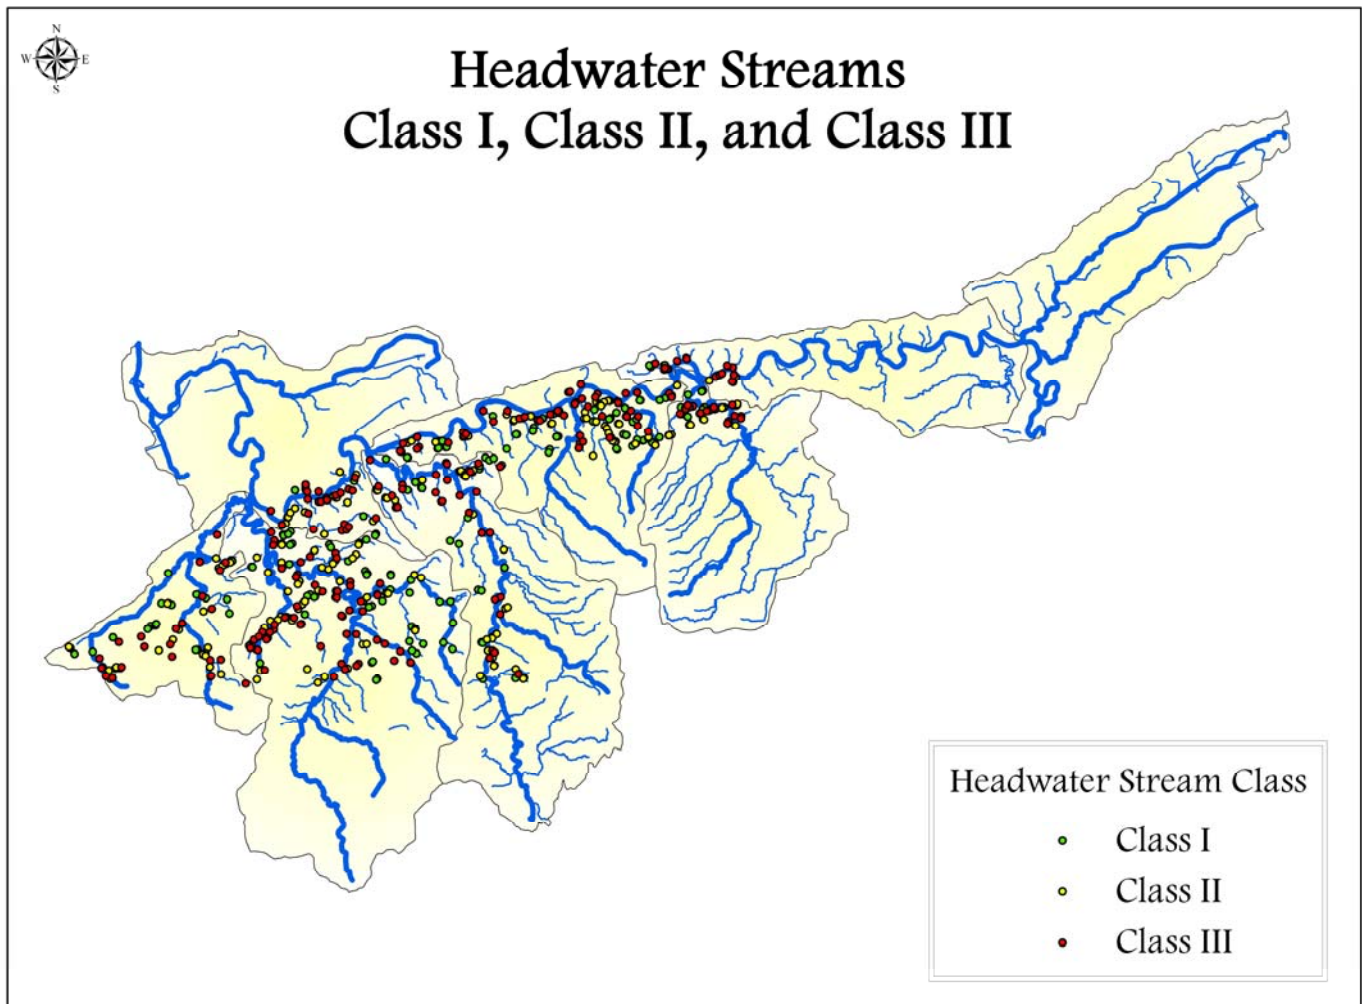 N
W E
S
Headwater Streams
Class I, Class II, and Class III
Headwater Stream Class
Class I
Class II
Class III